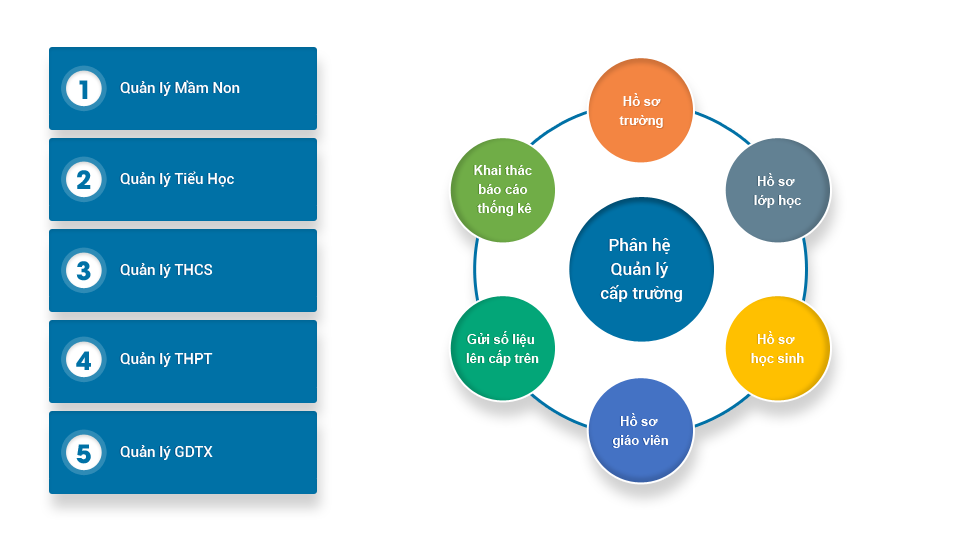 1
Quản lý Mầm Non
2
Quản lý Tiểu Học
3
Quản lý THCS
4
Quản lý THPT
5
Quản lý GDTX
Hồ sơ
trường
Hồ sơ
lớp học
Hồ sơ
học sinh
Hồ sơ
giáo viên
Gửi số liệu
lên cấp trên
Khai thác
báo cáo
thống kê
Phân hệ
Quản lý
cấp trường